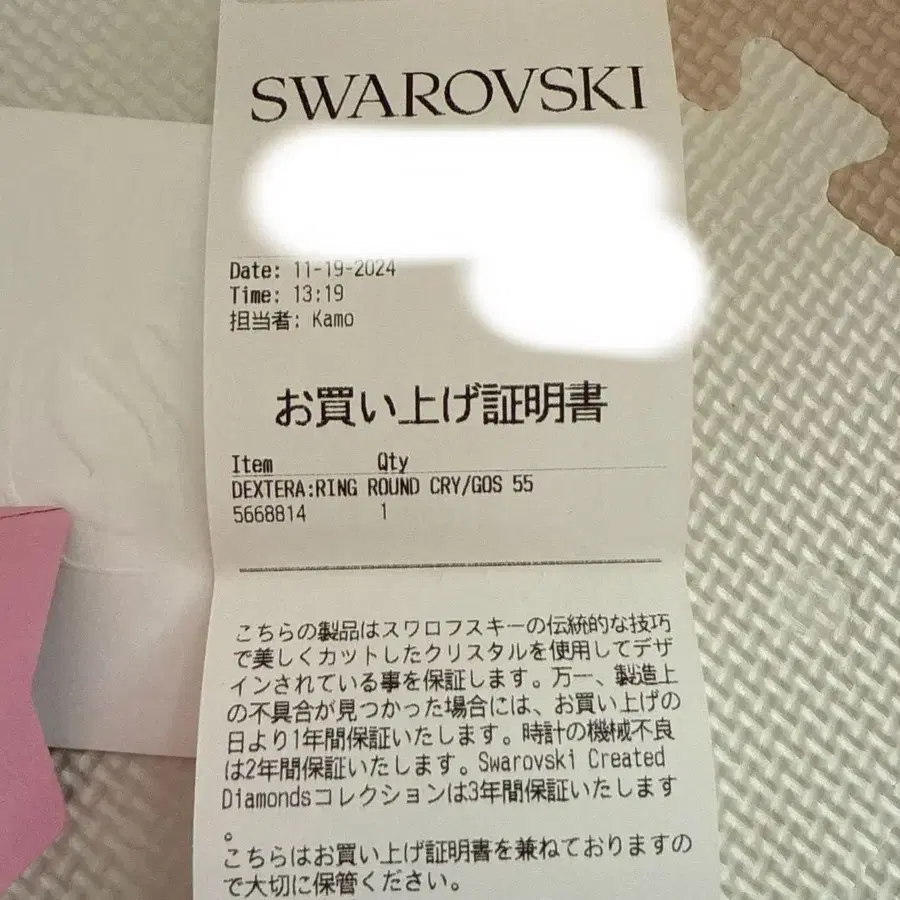 SWAROVSKI
Date: 11-19-2024
Time: 13:19
担当者: Kamo
お買い上げ証明書
Item Qty
DEXTERA:RING ROUND CRY/GOS 55
5668814 1
こちらの製品はスワロフスキーの伝統的な技巧
で美しくカットしたクリスタルを使用してデザ
インされている事を保証します。万一、製造上
の不具合が見つかった場合には、お買い上げの
日より1年間保証いたします。時計の機械不良
は2年間保証いたします。Swarovski Created
Diamondsコレクションは3年間保証いたします
。
こちらはお買い上げ証明書を兼ねておりますの
で大切に保管ください。